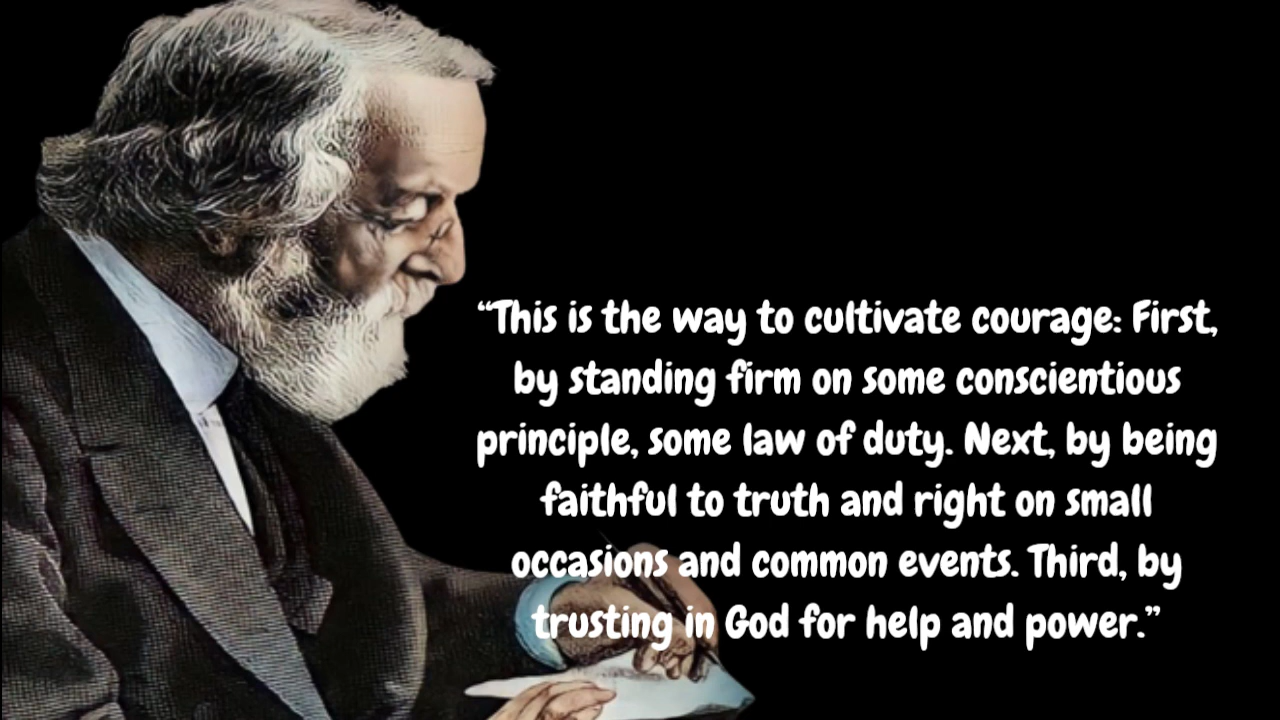 “This is the way to cultivate courage: First,
by standing firm on some conscientious
principle, some law of duty. Next, by being
faithful to truth and right on small
occasions and common events. Third, by
trusting in God for help and power.”